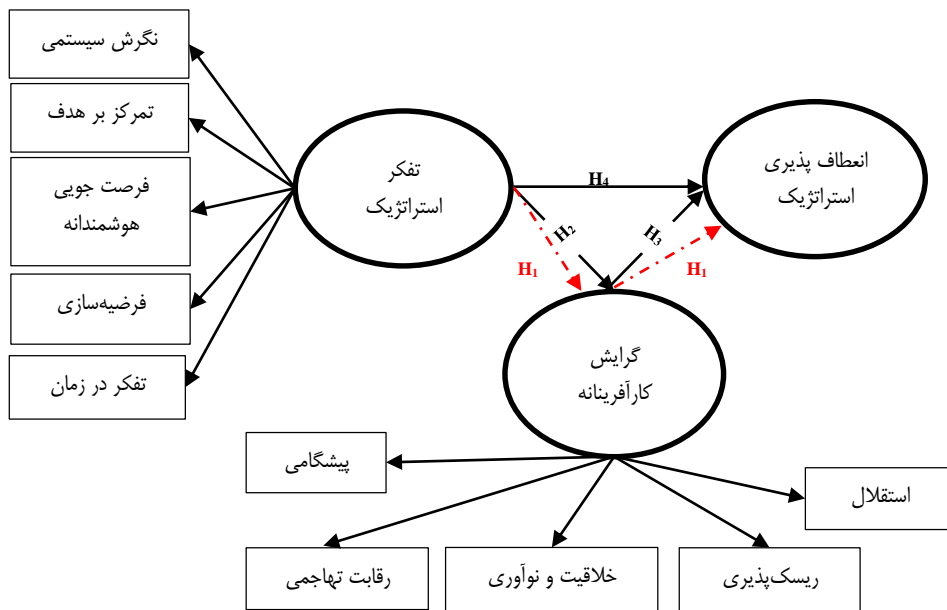 نگرش سیستمی
تمرکز بر هدف
فرصت جویی
هوشمندانه
فرضیه‌سازی
تفکر در زمان
تفکر
استراتژیک
انعطاف پذیری
استراتژیک
H4
H2
H3
H1
H1
گرایش
کارآفرینانه
پیشگامی
استقلال
رقابت تهاجمی
خلاقیت و نوآوری
ریسک‌پذیری